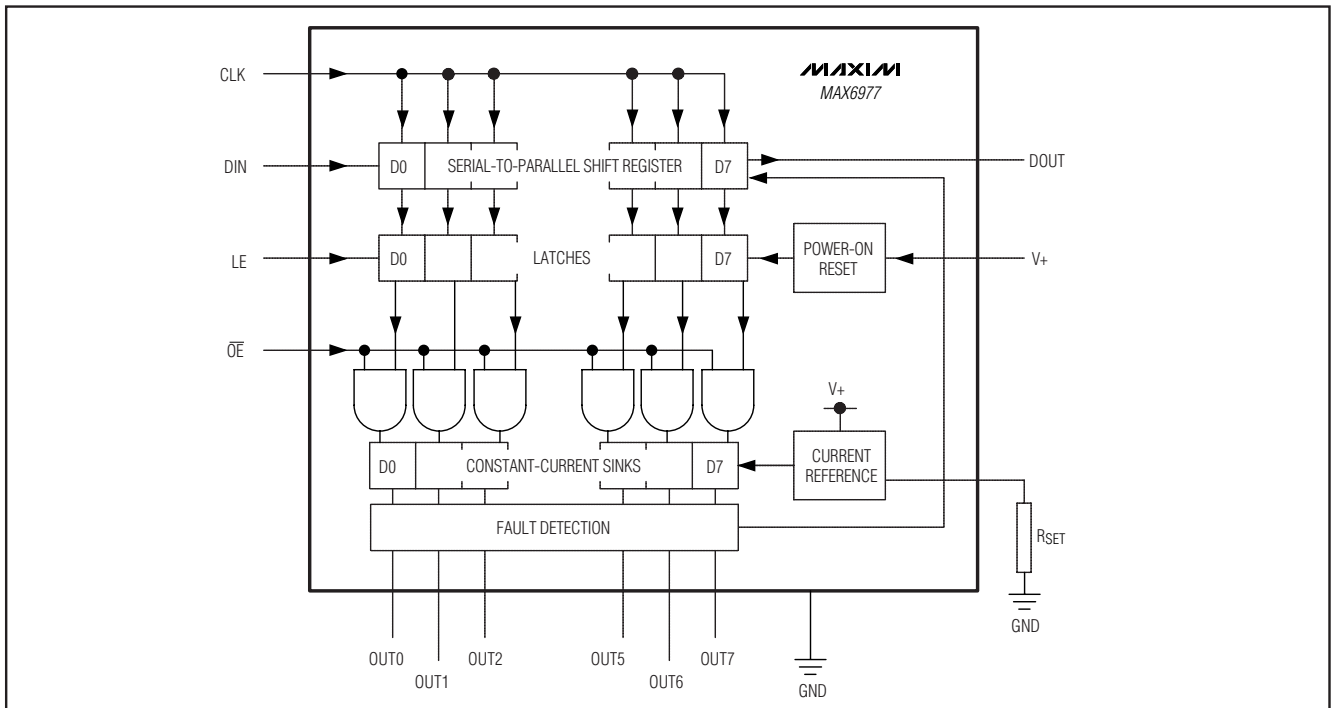 MAXIM
MAX6977
CLK
DIN
D0
SERIAL-TO-PARALLEL SHIFT REGISTER
D7
DOUT
LE
D0
LATCHES
D7
POWER-ON
RESET
V+
OE
V+
D0
CONSTANT-CURRENT SINKS
D7
CURRENT
REFERENCE
FAULT DETECTION
RSET
GND
OUT0
OUT1
OUT2
OUT5
OUT6
OUT7
GND